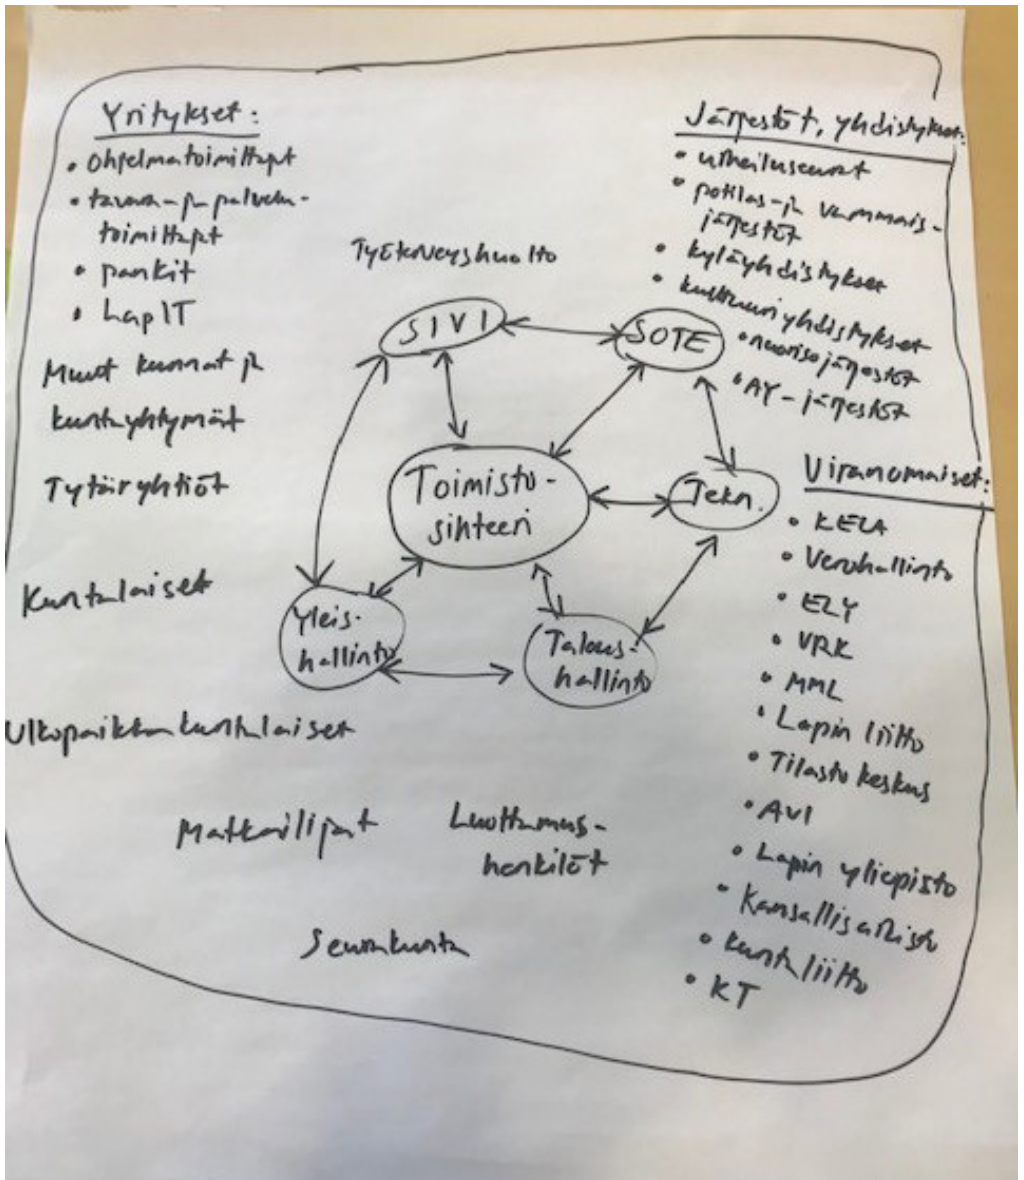 Yritykset:
• ohjelmatoimittajat
• tavara- ja palvelu-
toimittajat
• pankit
• LapIT
Muut kunnat ja
kuntayhtymät
Tytäryhtiöt
Kuntalaiset
Ulkopaikkakuntalaiset
Matkailijat
Luottamus-
henkilöt
Seurakunta
Työterveyshuolto
SIVI
SOTE
Toimisto-
sihteeri
Tekn.
Yleis-
hallinto
Talous-
hallinto
Järjestöt, yhdistykset:
• urheiluseurat
• potilas- ja vammais-
järjestöt
• kyläyhdistykset
• kulttuuriyhdistykset
• nuorisojärjestöt
• AY-järjestöt
Viranomaiset:
• KELA
• Verohallinto
• ELY
• VRK
• MML
• Lapin liitto
• Tilastokeskus
• AVI
• Lapin yliopisto
• Kansallisarkisto
• Kuntaliitto
• KT